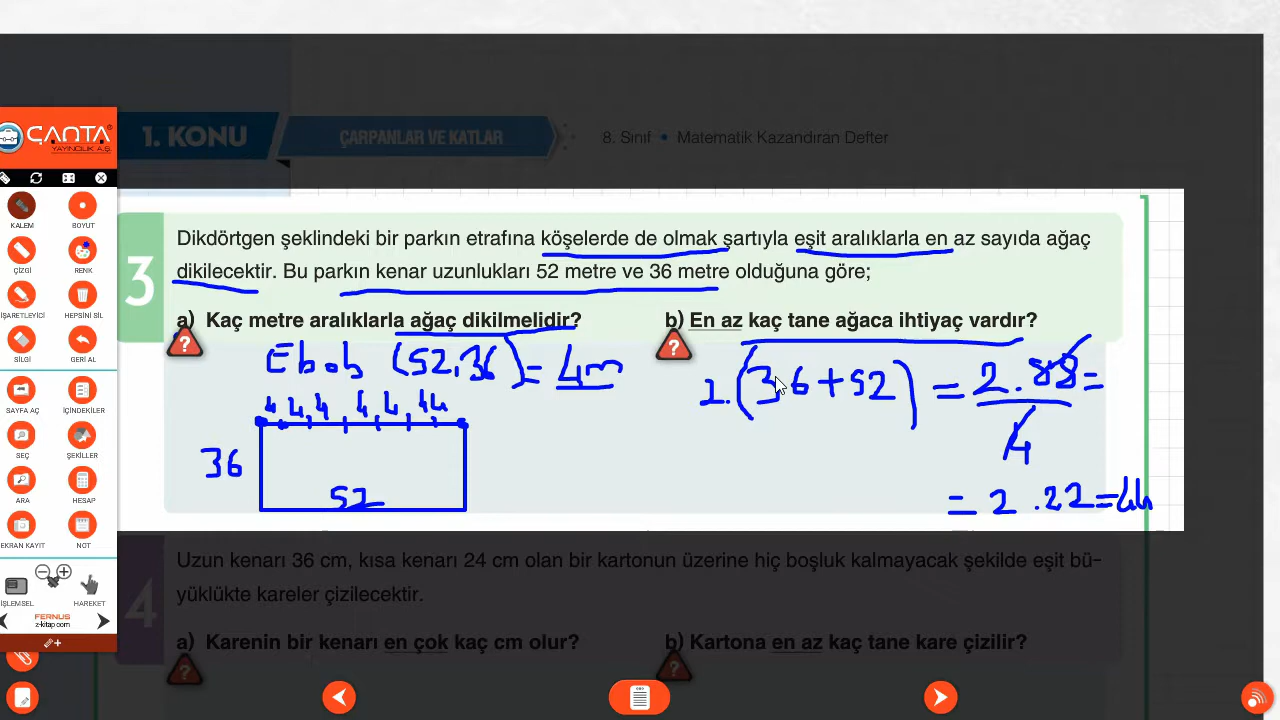 1. KONU
ÇARPANLAR VE KATLAR
8. Sınıf • Matematik Kazandıran Defter
ÇANTA
YAYINCILIK A.Ş.
KALEM
BOYUT
ÇİZGİ
RENK
İŞARETLEYİCİ
HEPSİNİ SİL
SİLGİ
GERİ AL
SAYFA AÇ
İÇİNDEKİLER
SEÇ
ŞEKİLLER
ARA
HESAP
EKRAN KAYIT
NOT
İŞLEMSEL
HAREKET
FERNUS
z-kitap.com
3
Dikdörtgen şeklindeki bir parkın etrafına köşelerde de olmak şartıyla eşit aralıklarla en az sayıda ağaç
dikilecektir. Bu parkın kenar uzunlukları 52 metre ve 36 metre olduğuna göre;
a) Kaç metre aralıklarla ağaç dikilmelidir?
?
Ebob (52,36) = 4m
4 4 4 4 4 4 4
36
52
b) En az kaç tane ağaca ihtiyaç vardır?
?
2.(36+52) = 2.88 =
4
= 2.22=44
4
Uzun kenarı 36 cm, kısa kenarı 24 cm olan bir kartonun üzerine hiç boşluk kalmayacak şekilde eşit bü-
yüklükte kareler çizilecektir.
a) Karenin bir kenarı en çok kaç cm olur?
?
b) Kartona en az kaç tane kare çizilir?
?